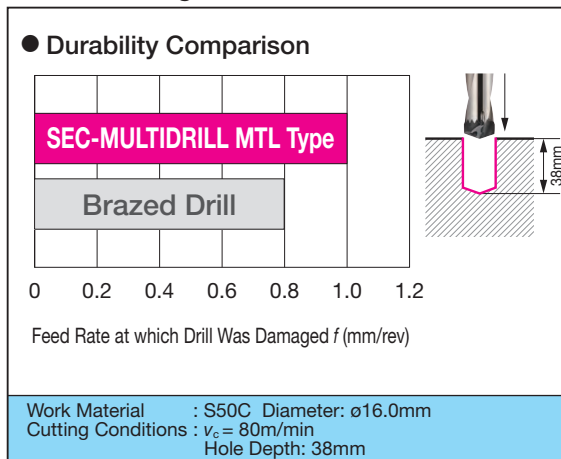 ● Durability Comparison
SEC-MULTIDRILL MTL Type
Brazed Drill
0 0.2 0.4 0.6 0.8 1.0 1.2
Feed Rate at which Drill Was Damaged f (mm/rev)
38mm
Work Material : S50C Diameter: ø16.0mm
Cutting Conditions : vc = 80m/min
Hole Depth: 38mm